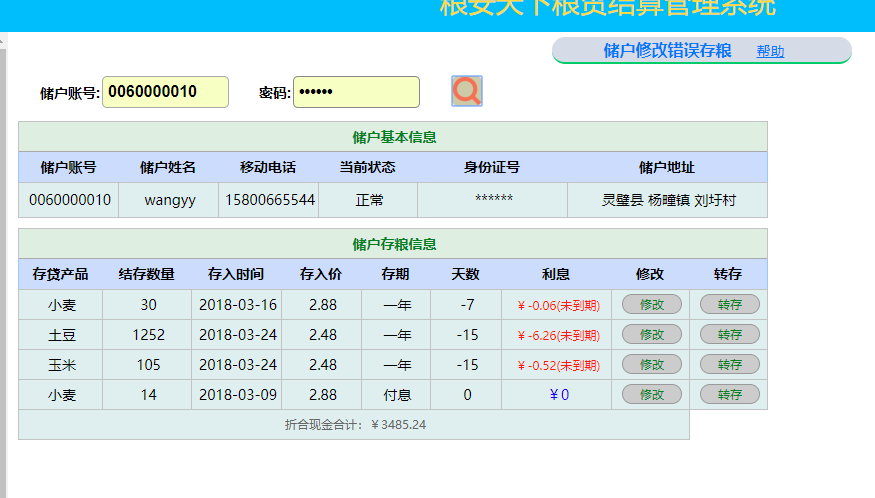 粮安天下粮贸结算管理系统
储户修改错误存粮 帮助
储户账号: 0060000010 密码: ••••••
储户基本信息
储户账号 储户姓名 移动电话 当前状态 身份证号 储户地址
0060000010 wangyy 15800665544 正常 ****** 灵璧县 杨疃镇 刘圩村
储户存粮信息
存贷产品 结存数量 存入时间 存入价 存期 天数 利息 修改 转存
小麦 30 2018-03-16 2.88 一年 -7 ¥ -0.06(未到期) 修改 转存
土豆 1252 2018-03-24 2.48 一年 -15 ¥ -6.26(未到期) 修改 转存
玉米 105 2018-03-24 2.48 一年 -15 ¥ -0.52(未到期) 修改 转存
小麦 14 2018-03-09 2.88 付息 0 ¥ 0 修改 转存
折合现金合计: ¥ 3485.24